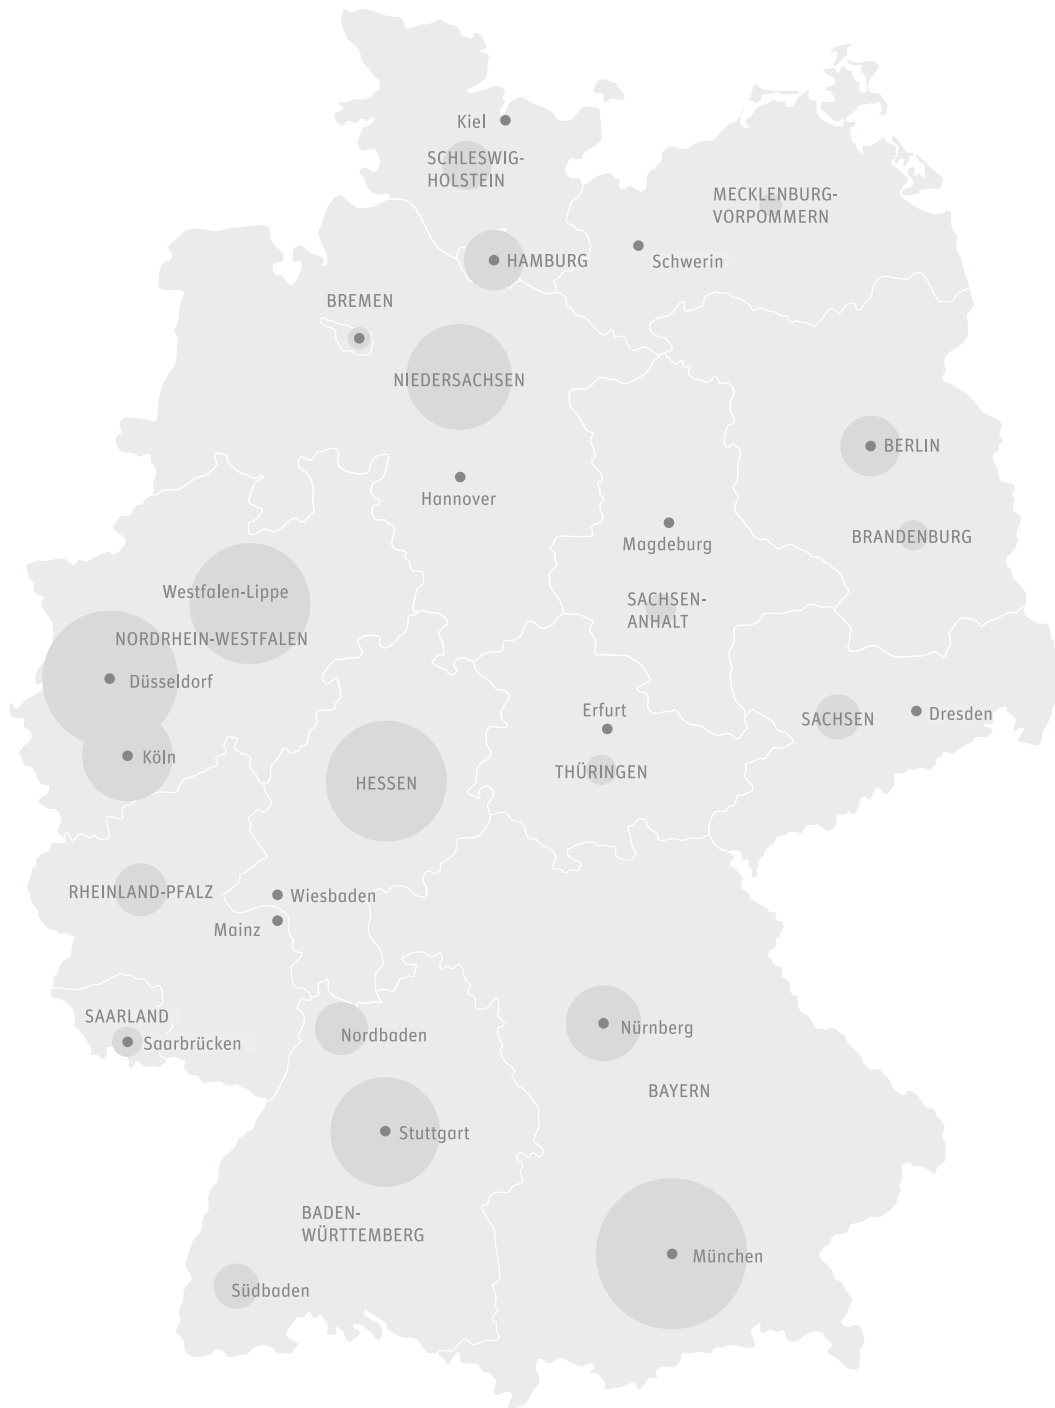 Kiel
SCHLESWIG-
HOLSTEIN
MECKLENBURG-
VORPOMMERN
HAMBURG
Schwerin
BREMEN
NIEDERSACHSEN
BERLIN
Hannover
Magdeburg
BRANDENBURG
Westfalen-Lippe
SACHSEN-
ANHALT
NORDRHEIN-WESTFALEN
Düsseldorf
Erfurt
SACHSEN
Dresden
Köln
THÜRINGEN
HESSEN
RHEINLAND-PFALZ
Wiesbaden
Mainz
SAARLAND
Saarbrücken
Nordbaden
Nürnberg
BAYERN
Stuttgart
BADEN-
WÜRTTEMBERG
München
Südbaden